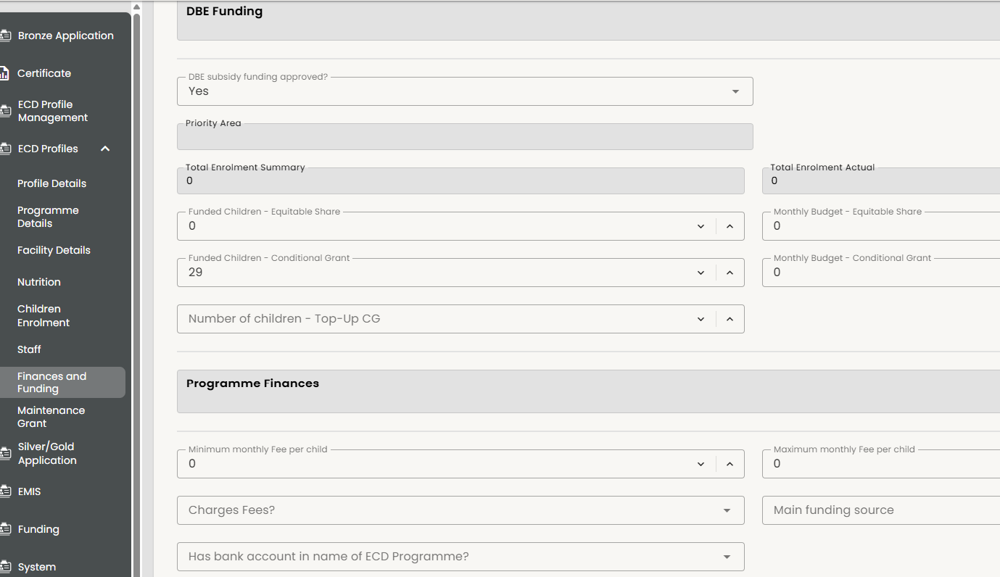 Bronze Application
Certificate
ECD Profile
Management
ECD Profiles
Profile Details
Programme
Details
Facility Details
Nutrition
Children
Enrolment
Staff
Finances and
Funding
Maintenance
Grant
Silver/Gold
Application
EMIS
Funding
System
DBE Funding
DBE subsidy funding approved?
Yes
Priority Area
Total Enrolment Summary
0
Total Enrolment Actual
0
Funded Children - Equitable Share
0
Monthly Budget - Equitable Share
0
Funded Children - Conditional Grant
29
Monthly Budget - Conditional Grant
0
Number of children - Top-Up CG
Programme Finances
Minimum monthly Fee per child
0
Maximum monthly Fee per child
0
Charges Fees?
Main funding source
Has bank account in name of ECD Programme?